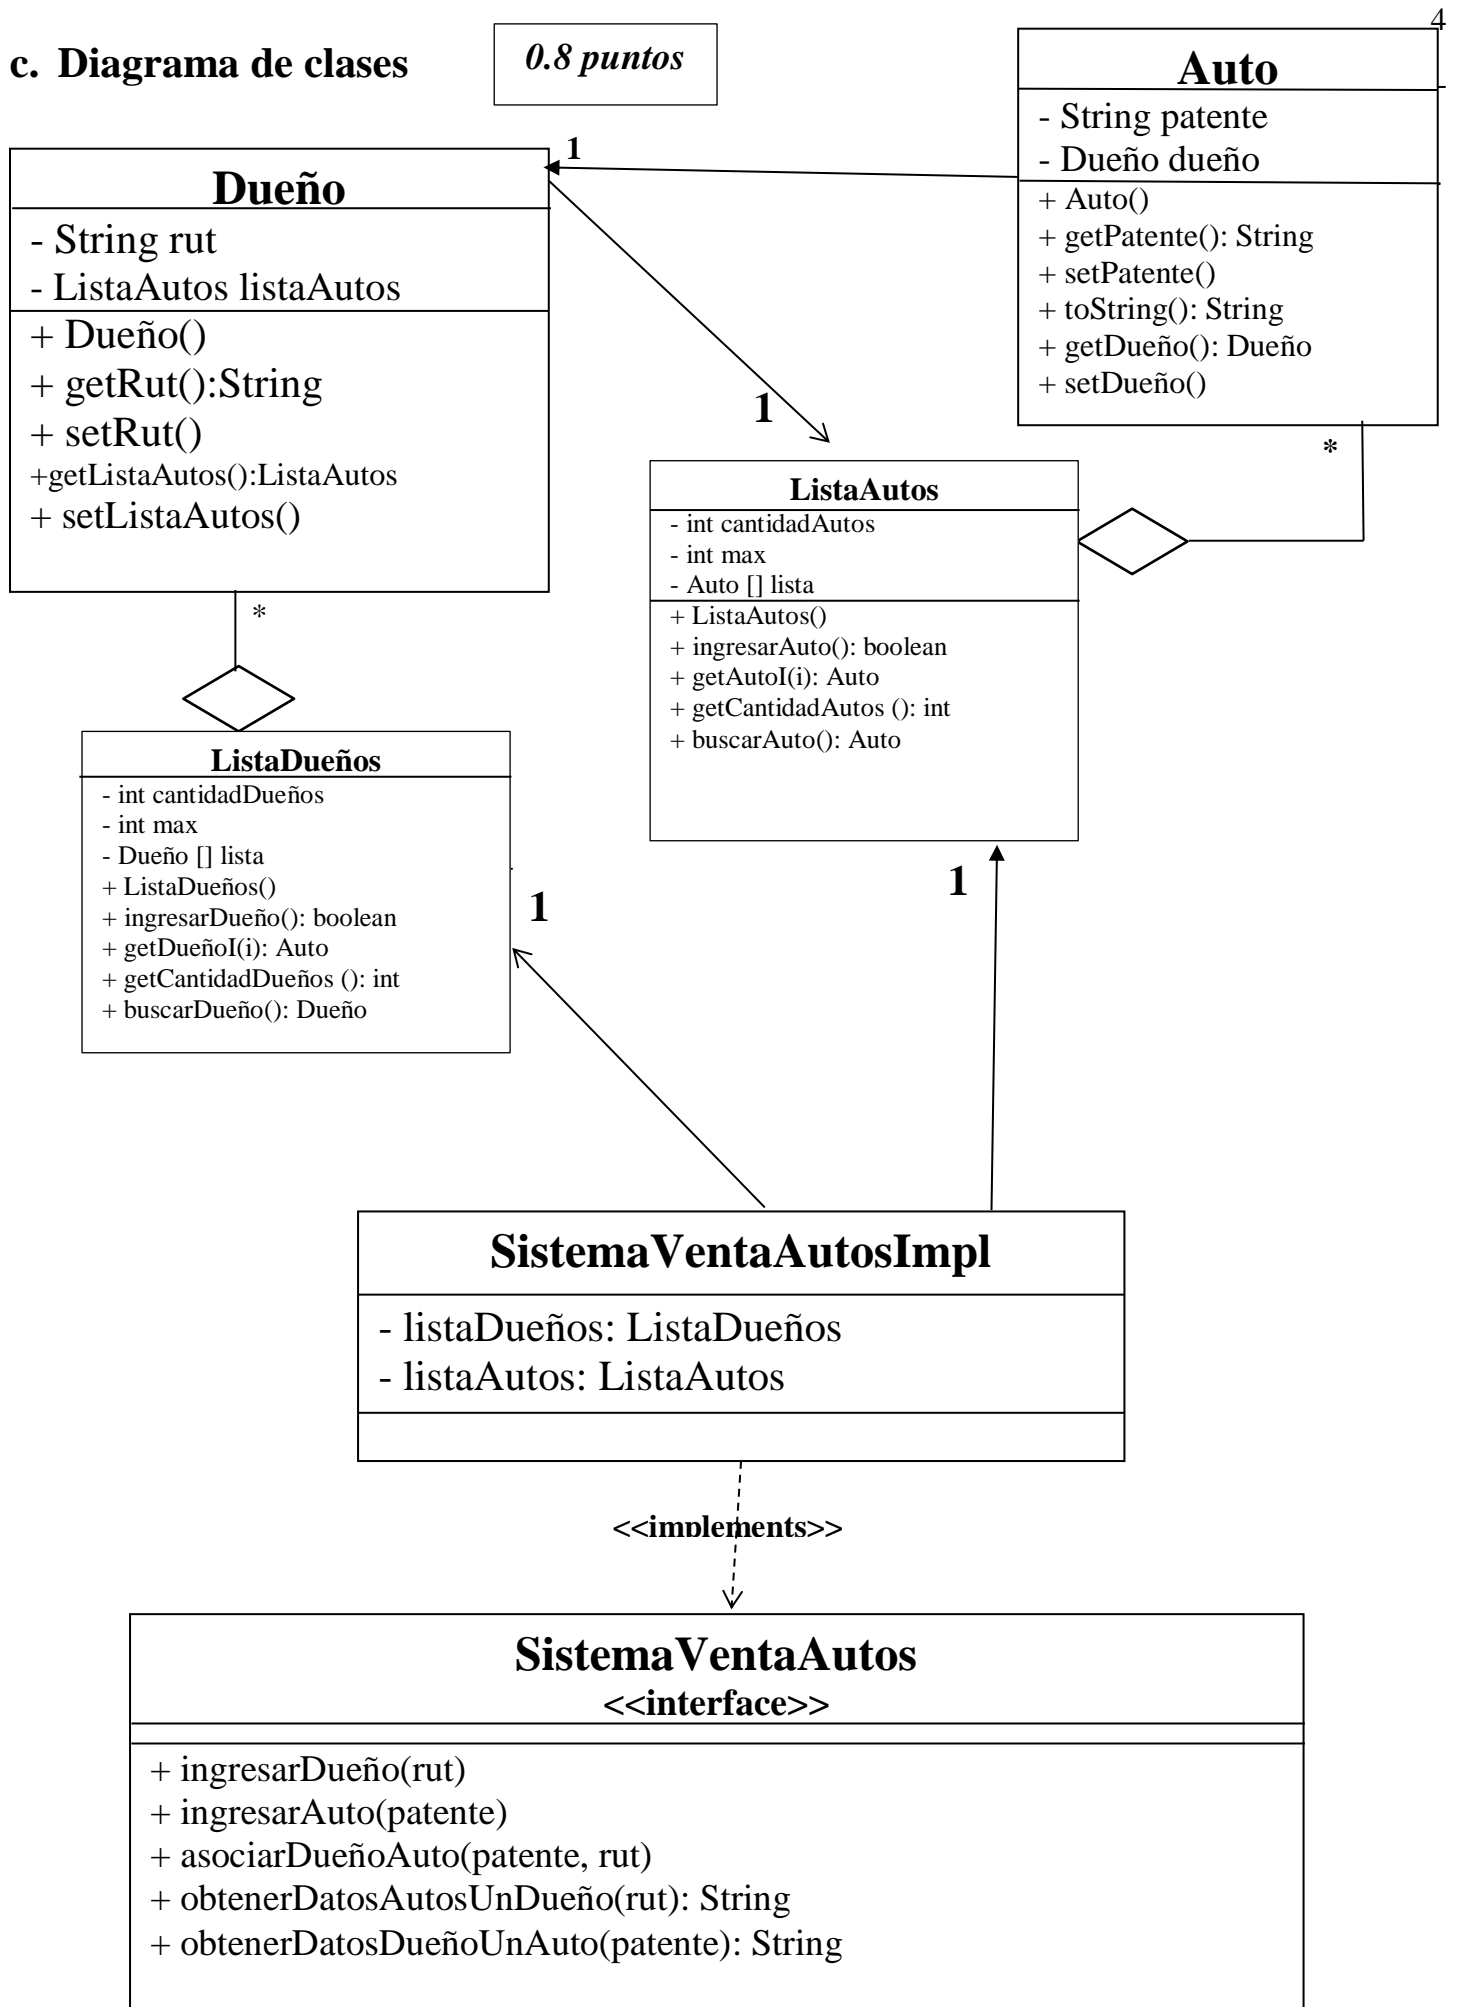 4
c. Diagrama de clases
0.8 puntos
Auto
- String patente
- Dueño dueño
+ Auto()
+ getPatente(): String
+ setPatente()
+ toString(): String
+ getDueño(): Dueño
+ setDueño()
1
Dueño
- String rut
- ListaAutos listaAutos
+ Dueño()
+ getRut():String
+ setRut()
+getListaAutos():ListaAutos
+ setListaAutos()
1
*
ListaAutos
- int cantidadAutos
- int max
- Auto [] lista
+ ListaAutos()
+ ingresarAuto(): boolean
+ getAutoI(i): Auto
+ getCantidadAutos (): int
+ buscarAuto(): Auto
*
ListaDueños
- int cantidadDueños
- int max
- Dueño [] lista
+ ListaDueños()
+ ingresarDueño(): boolean
+ getDueñoI(i): Auto
+ getCantidadDueños (): int
+ buscarDueño(): Dueño
1
1
SistemaVentaAutosImpl
- listaDueños: ListaDueños
- listaAutos: ListaAutos
<<implements>>
SistemaVentaAutos
<<interface>>
+ ingresarDueño(rut)
+ ingresarAuto(patente)
+ asociarDueñoAuto(patente, rut)
+ obtenerDatosAutosUnDueño(rut): String
+ obtenerDatosDueñoUnAuto(patente): String